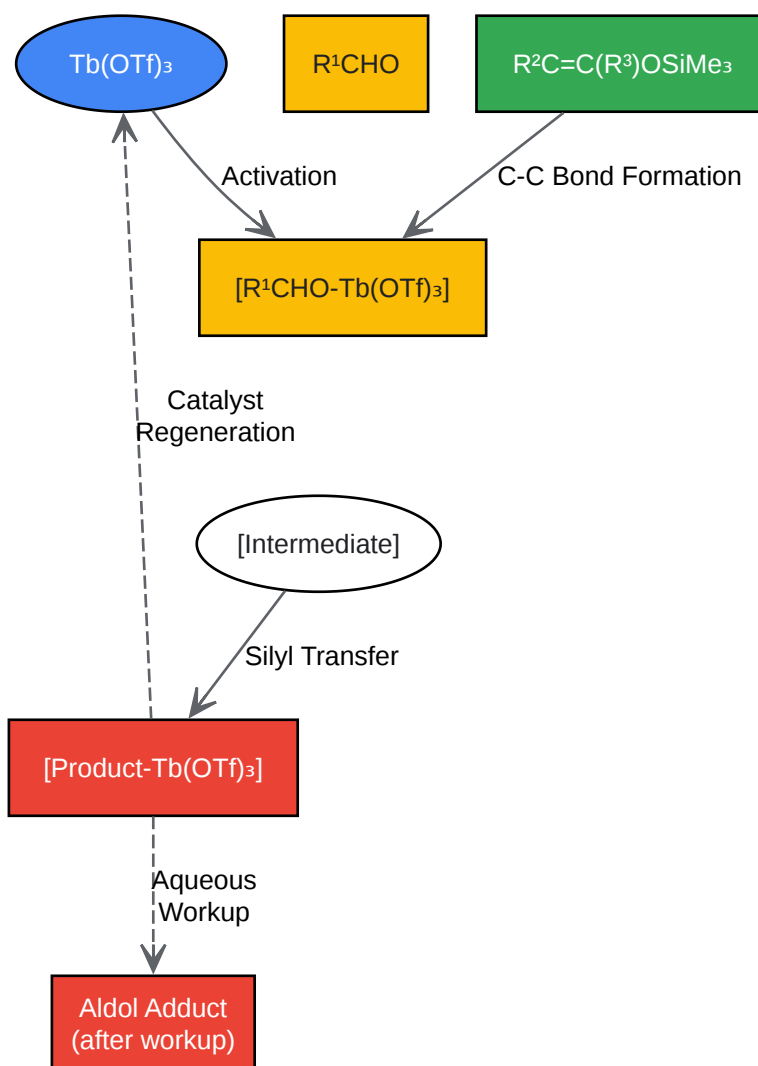 Tb(OTf)₃
R¹CHO
R²C=C(R³)OSiMe₃
Activation
C-C Bond Formation
[R¹CHO-Tb(OTf)₃]
Catalyst
Regeneration
[Intermediate]
Silyl Transfer
[Product-Tb(OTf)₃]
Aqueous
Workup
Aldol Adduct
(after workup)